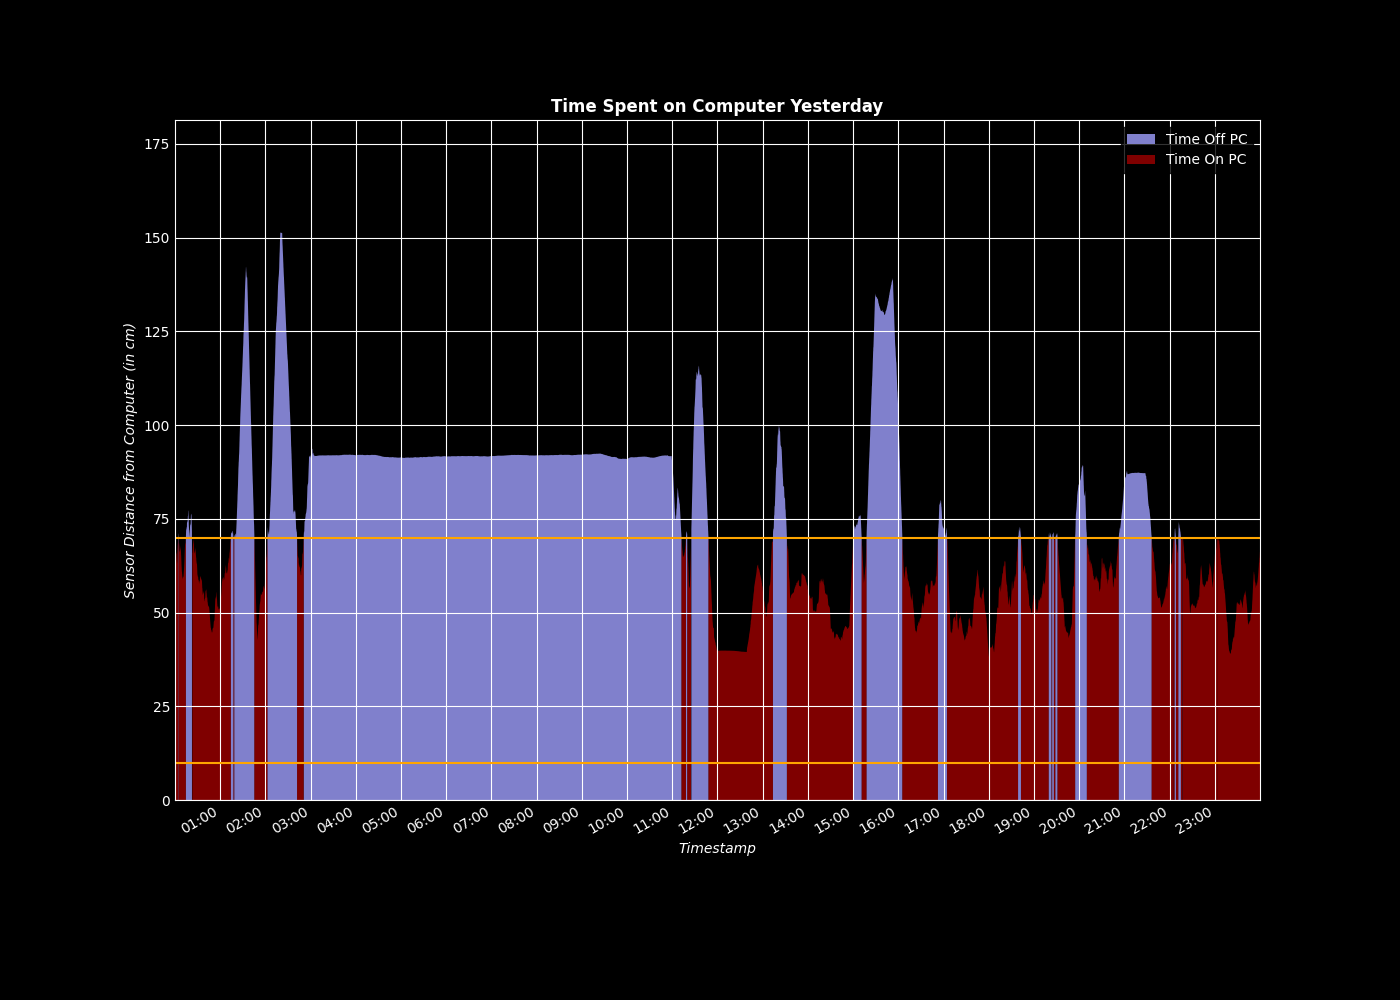 Time Spent on Computer Yesterday
Time Off PC
Time On PC
175
150
125
100
75
50
25
0
Sensor Distance from Computer (in cm)
01:00 02:00 03:00 04:00 05:00 06:00 07:00 08:00 09:00 10:00 11:00 12:00 13:00 14:00 15:00 16:00 17:00 18:00 19:00 20:00 21:00 22:00 23:00
Timestamp